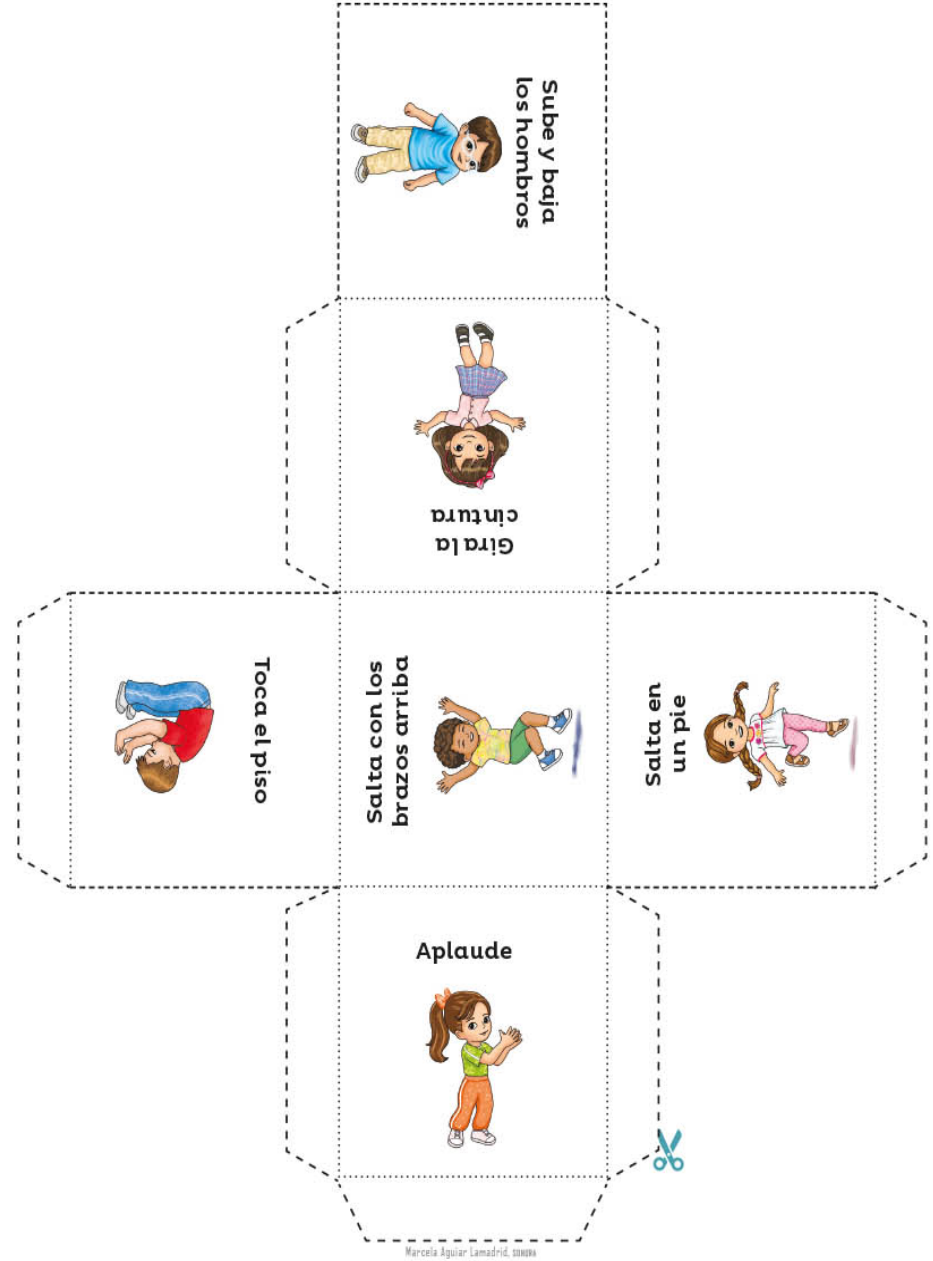 Sube y baja
los hombros
Gira la
cintura
Toca el piso
Salta con los
brazos arriba
Salta en
un pie
Aplaude
Marcela Aguiar Lamadrid, SONORA